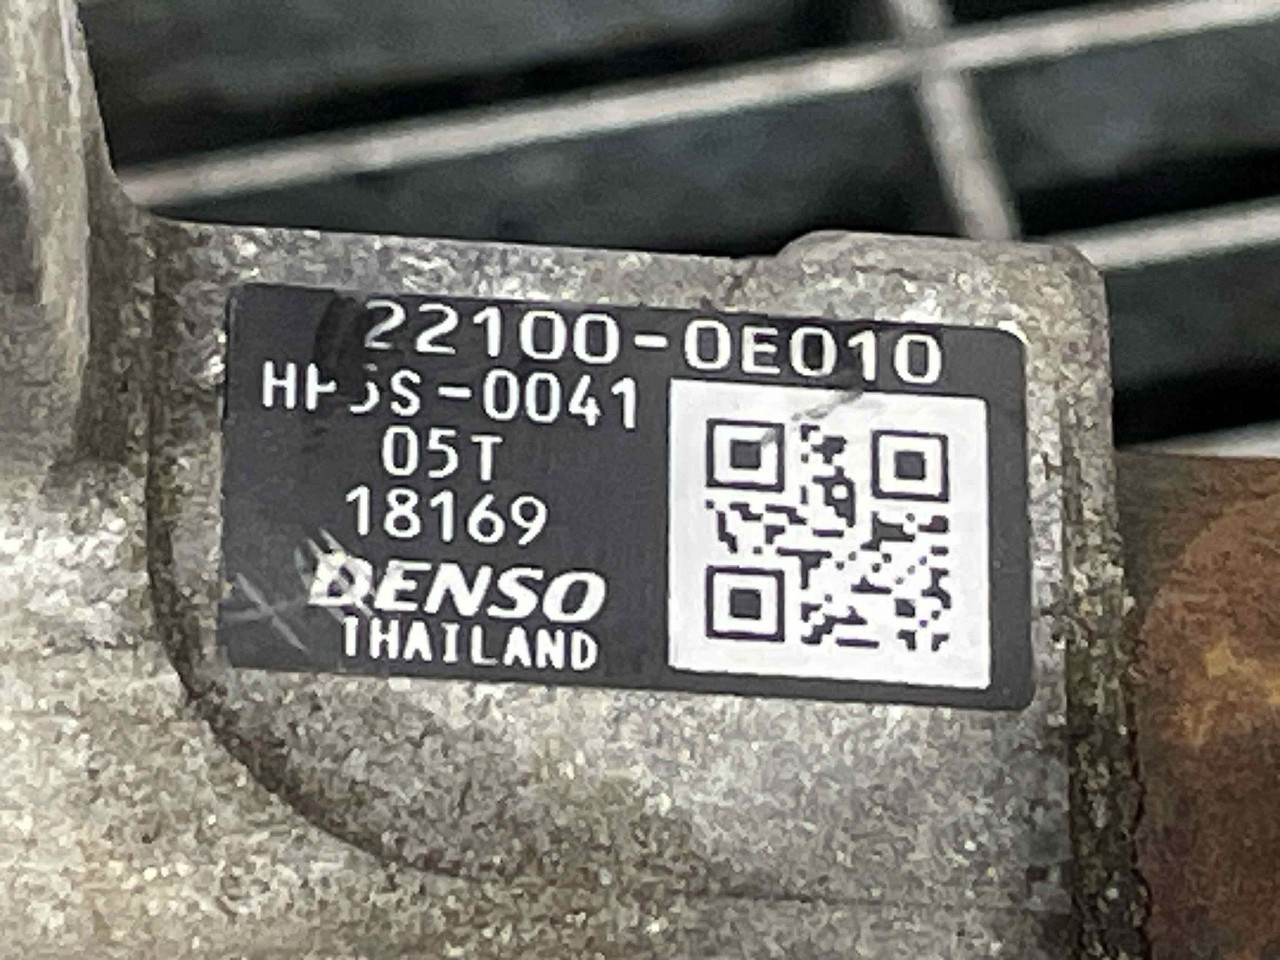 22100-0E010
HP5S-0041
05T
18169
DENSO
THAILAND